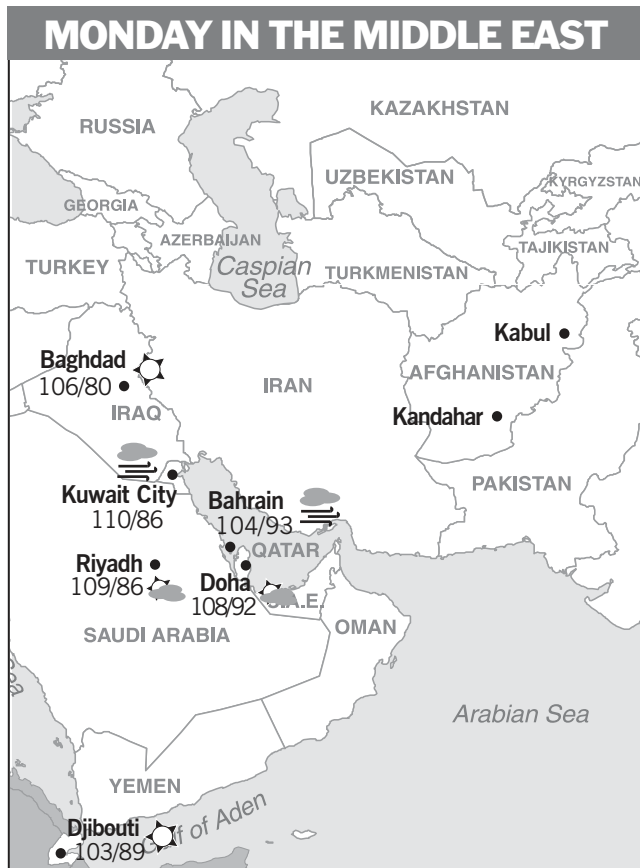 MONDAY IN THE MIDDLE EAST
KAZAKHSTAN
RUSSIA
UZBEKISTAN
KYRGYZSTAN
GEORGIA
AZERBAIJAN
TAJIKISTAN
TURKEY
Caspian
Sea
TURKMENISTAN
Kabul
Baghdad
106/80
IRAN
AFGHANISTAN
IRAQ
Kandahar
PAKISTAN
Kuwait City
110/86
Bahrain
104/93
QATAR
Riyadh
109/86
Doha
108/92
.A.E.
OMAN
SAUDI ARABIA
Arabian Sea
YEMEN
Djibouti
103/89
Gulf of Aden